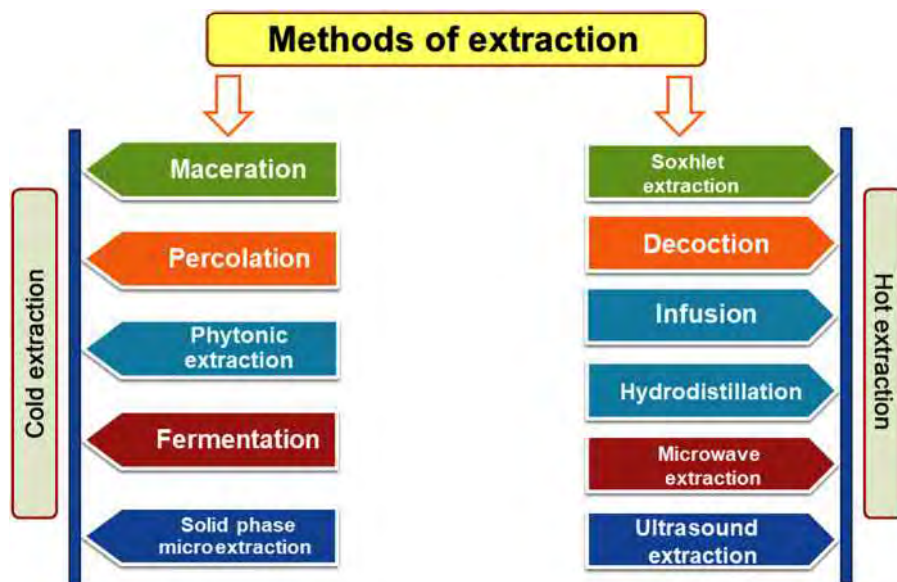 Methods of extraction
Cold extraction
Maceration
Percolation
Phytonic
extraction
Fermentation
Solid phase
microextraction
Soxhlet
extraction
Decoction
Infusion
Hydrodistillation
Microwave
extraction
Ultrasound
extraction
Hot extraction